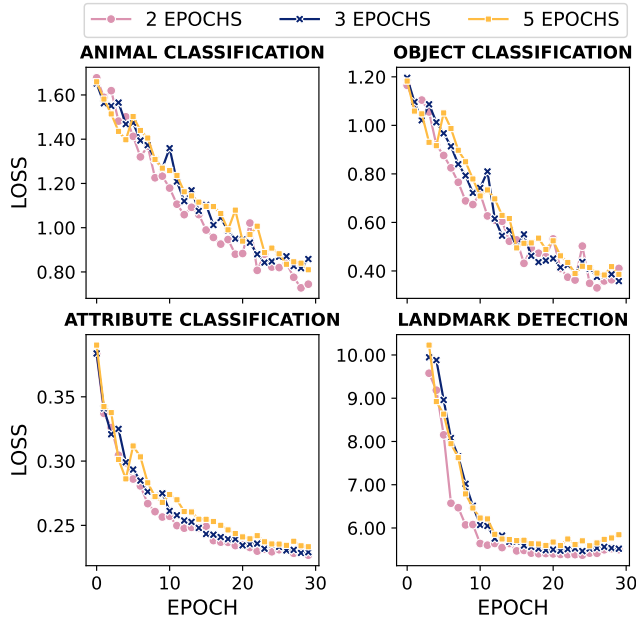 2 EPOCHS 3 EPOCHS 5 EPOCHS
ANIMAL CLASSIFICATION
1.60
1.40
1.20
1.00
0.80
LOSS
OBJECT CLASSIFICATION
1.20
1.00
0.80
0.60
0.40
ATTRIBUTE CLASSIFICATION
0.35
0.30
0.25
LOSS
0 10 20 30
EPOCH
LANDMARK DETECTION
10.00
9.00
8.00
7.00
6.00
0 10 20 30
EPOCH